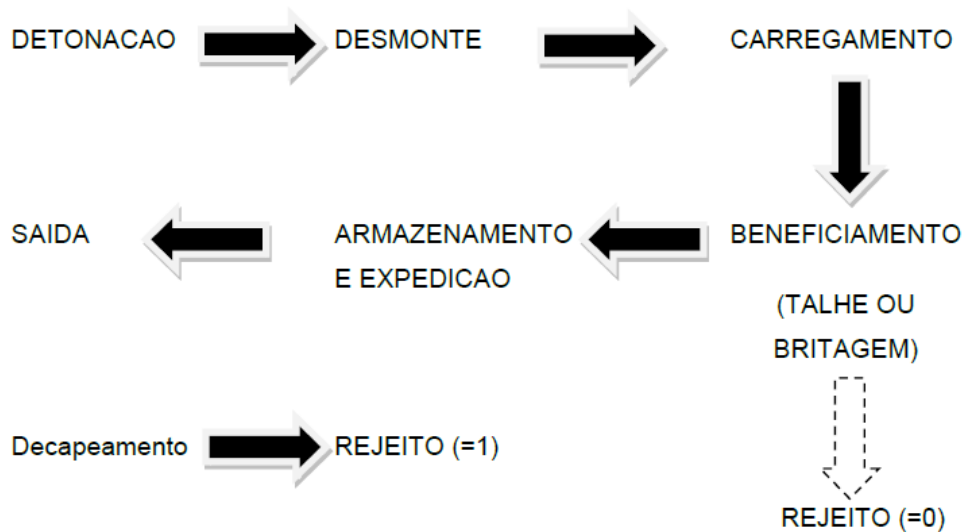 DETONACAO DESMONTE CARREGAMENTO
SAIDA ARMAZENAMENTO BENEFICIAMENTO
E EXPEDICAO
(TALHE OU
BRITAGEM)
Decapeamento REJEITO (=1)
REJEITO (=0)